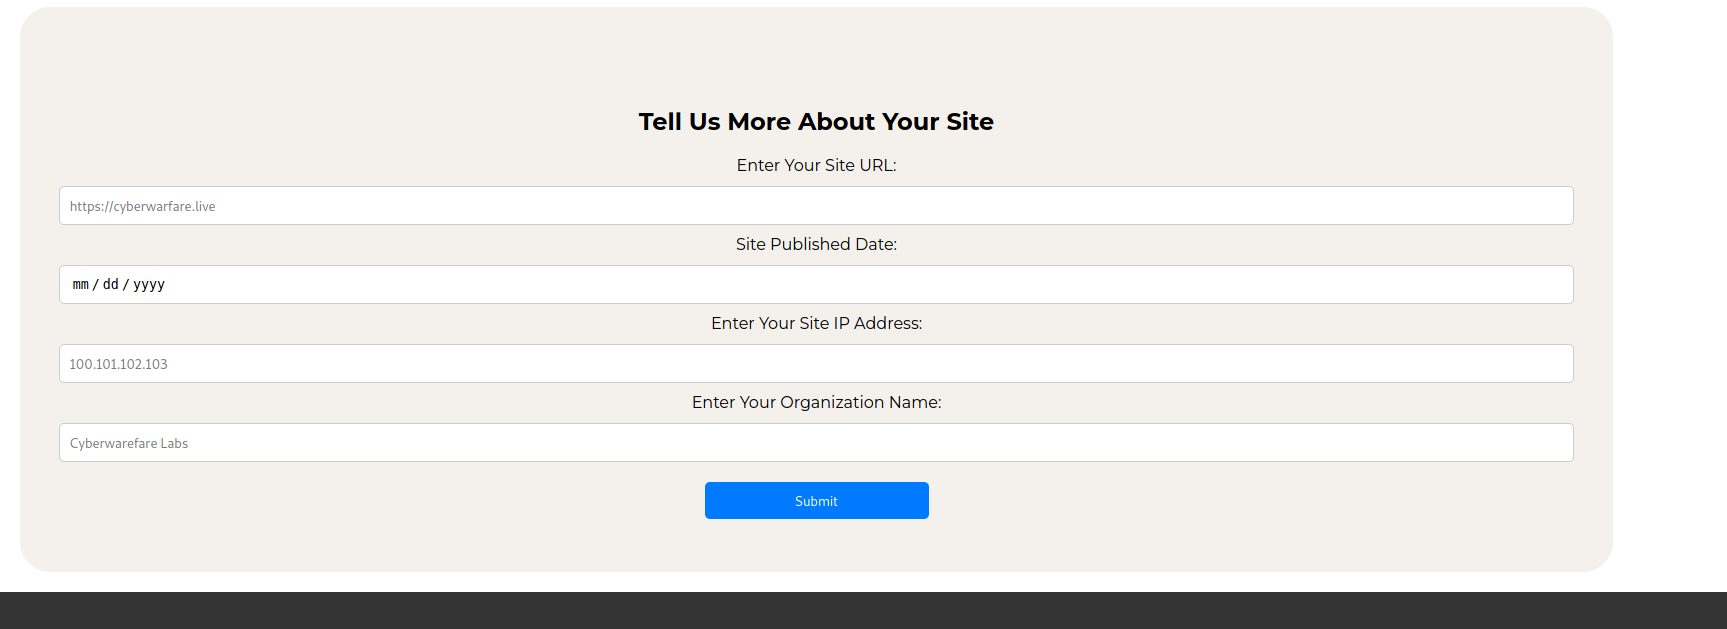 Tell Us More About Your Site
Enter Your Site URL:
https://cyberwarfare.live
Site Published Date:
mm / dd / yyyy
Enter Your Site IP Address:
100.101.102.103
Enter Your Organization Name:
Cyberwarefare Labs
Submit